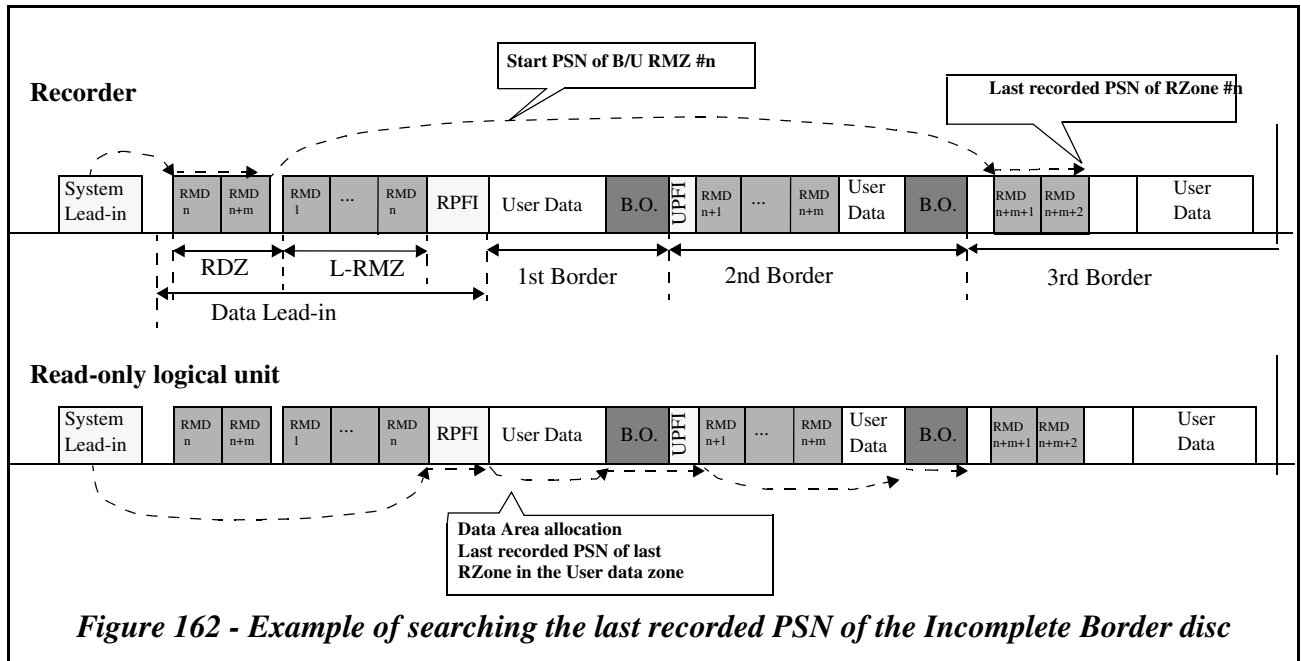 Start PSN of B/U RMZ #n
Last recorded PSN of RZone #n
Recorder
System
Lead-in
RMD
n
RMD
n+m
RMD
1
...
RMD
n
RPFI
User Data
B.O.
UPFI
RMD
n+1
...
RMD
n+m
User
Data
B.O.
RMD
n+m+1
RMD
n+m+2
User
Data
RDZ
L-RMZ
1st Border
2nd Border
3rd Border
Data Lead-in
Read-only logical unit
System
Lead-in
RMD
n
RMD
n+m
RMD
1
...
RMD
n
RPFI
User Data
B.O.
UPFI
RMD
n+1
...
RMD
n+m
User
Data
B.O.
RMD
n+m+1
RMD
n+m+2
User
Data
Data Area allocation
Last recorded PSN of last
RZone in the User data zone
Figure 162 - Example of searching the last recorded PSN of the Incomplete Border disc